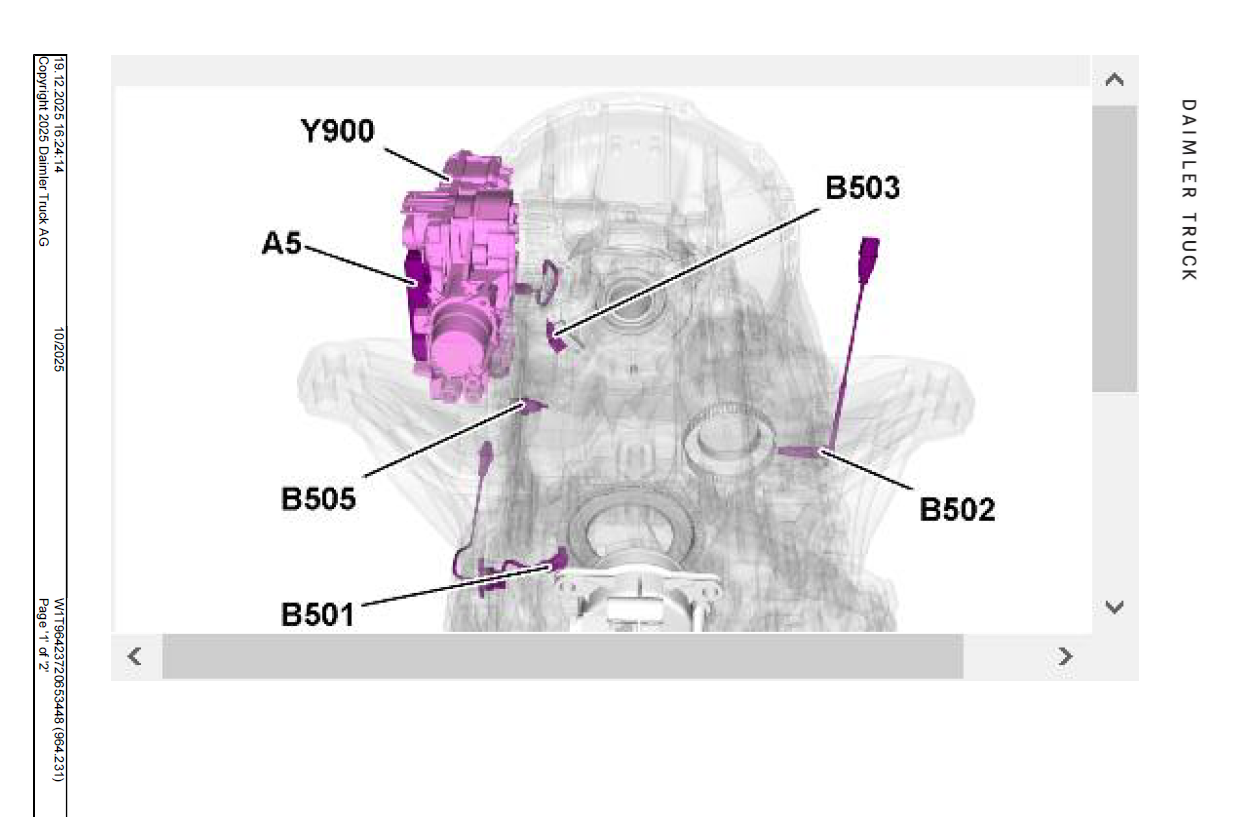 19.12.2025 16:24:14
Copyright 2025 Daimler Truck AG
10/2025
W1T96423720653448 (964.231)
Page '1' of '2'
DAIMLER TRUCK
Y900
B503
A5
B505
B502
B501